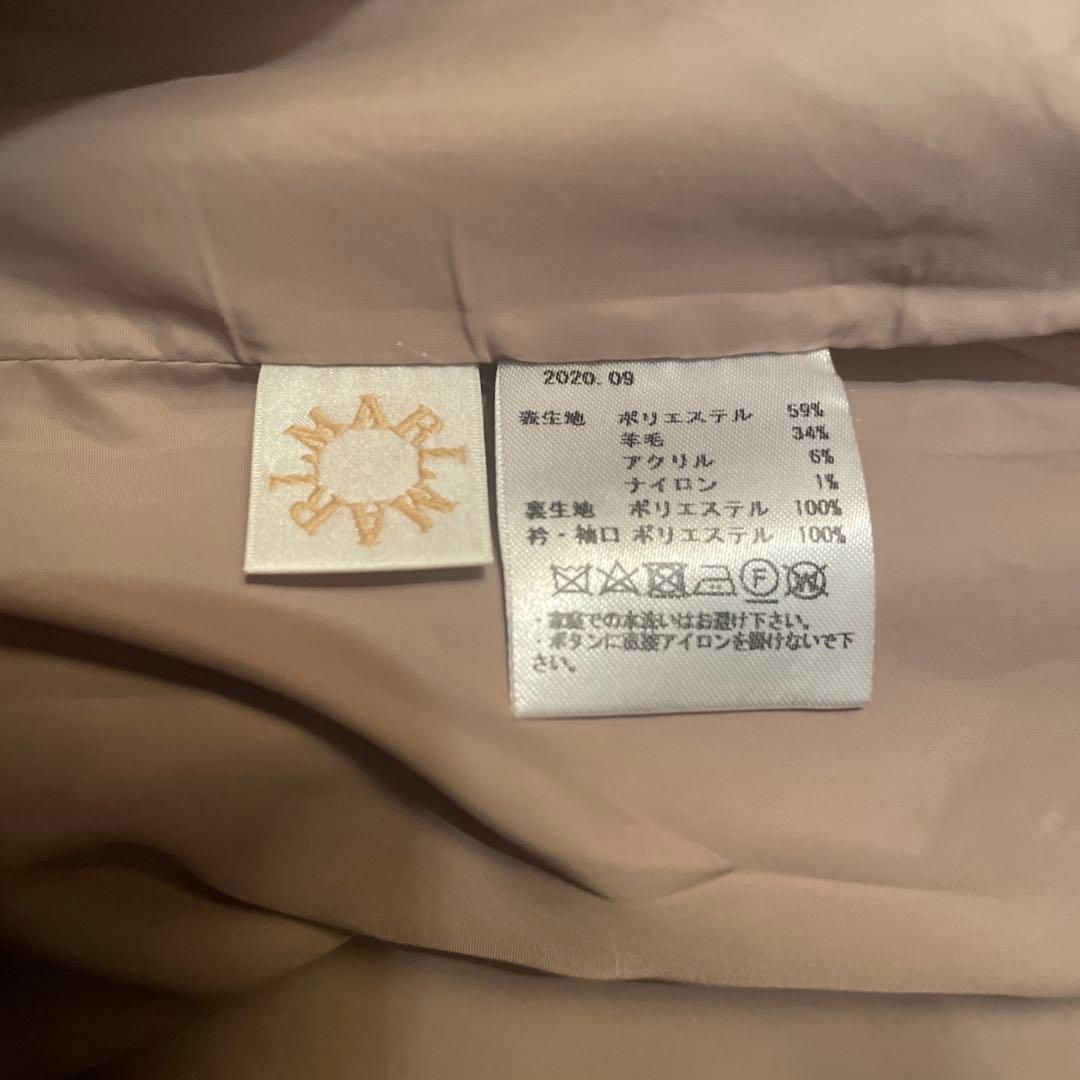 MARLMARL
2020.09
表生地 ポリエステル 59%
羊毛 34%
アクリル 6%
ナイロン 1%
裏生地 ポリエステル 100%
衿・袖口 ポリエステル 100%
F W
・家庭での水洗いはお避け下さい。
・ボタンに直接アイロンを掛けないで下
さい。